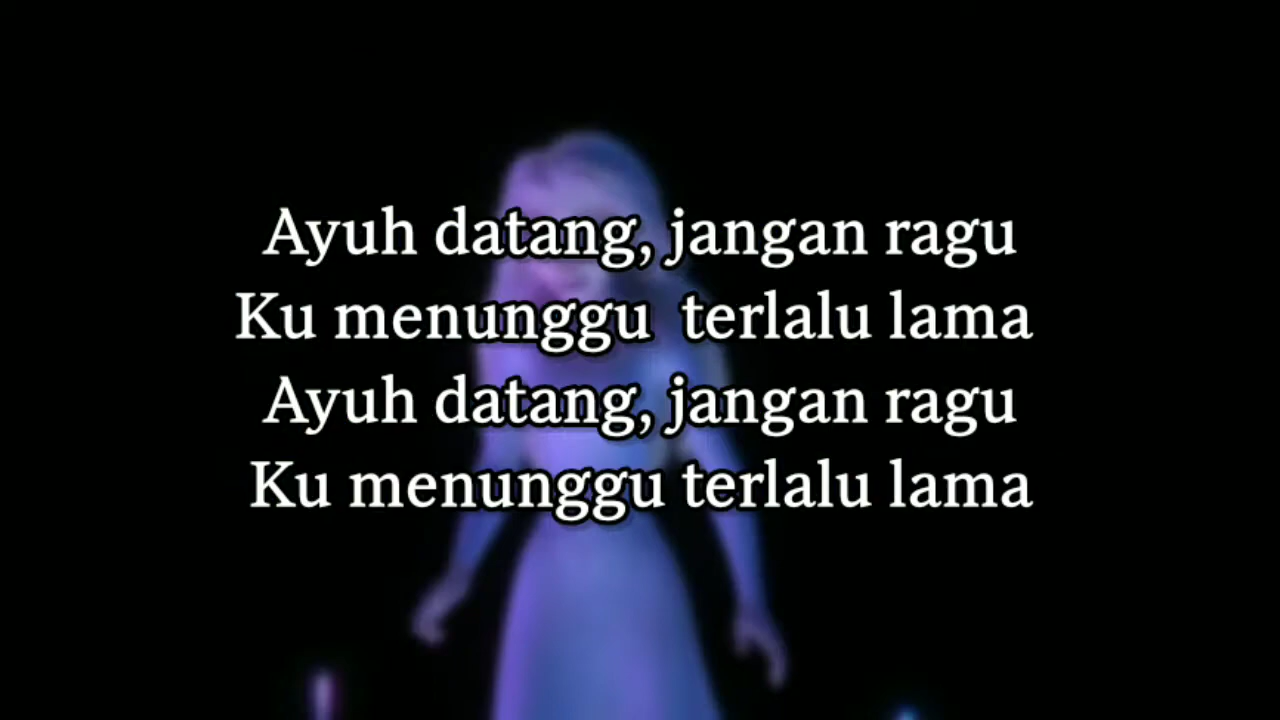 Ayuh datang, jangan ragu
Ku menunggu  terlalu lama
Ayuh datang, jangan ragu
Ku menunggu terlalu lama